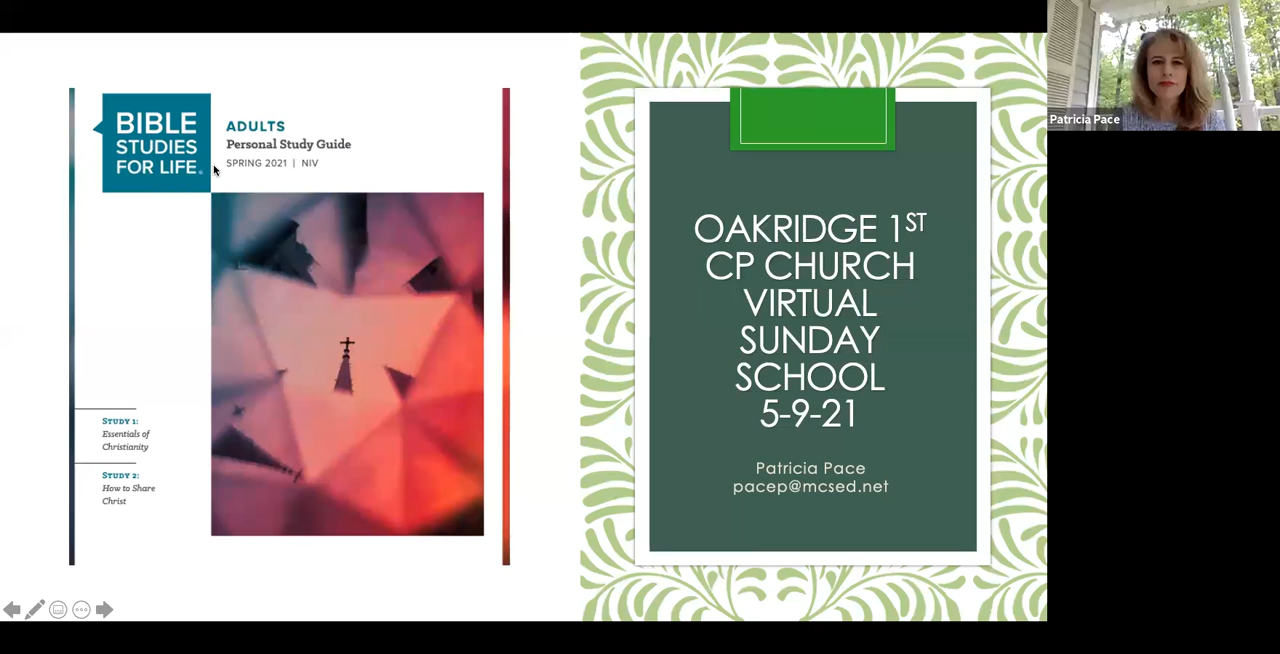 BIBLE
STUDIES
FOR LIFE.
ADULTS
Personal Study Guide
SPRING 2021 | NIV
STUDY 1:
Essentials of
Christianity
STUDY 2:
How to Share
Christ
OAKRIDGE 1ST
CP CHURCH
VIRTUAL
SUNDAY
SCHOOL
5-9-21
Patricia Pace
pacep@mcsed.net
Patricia Pace